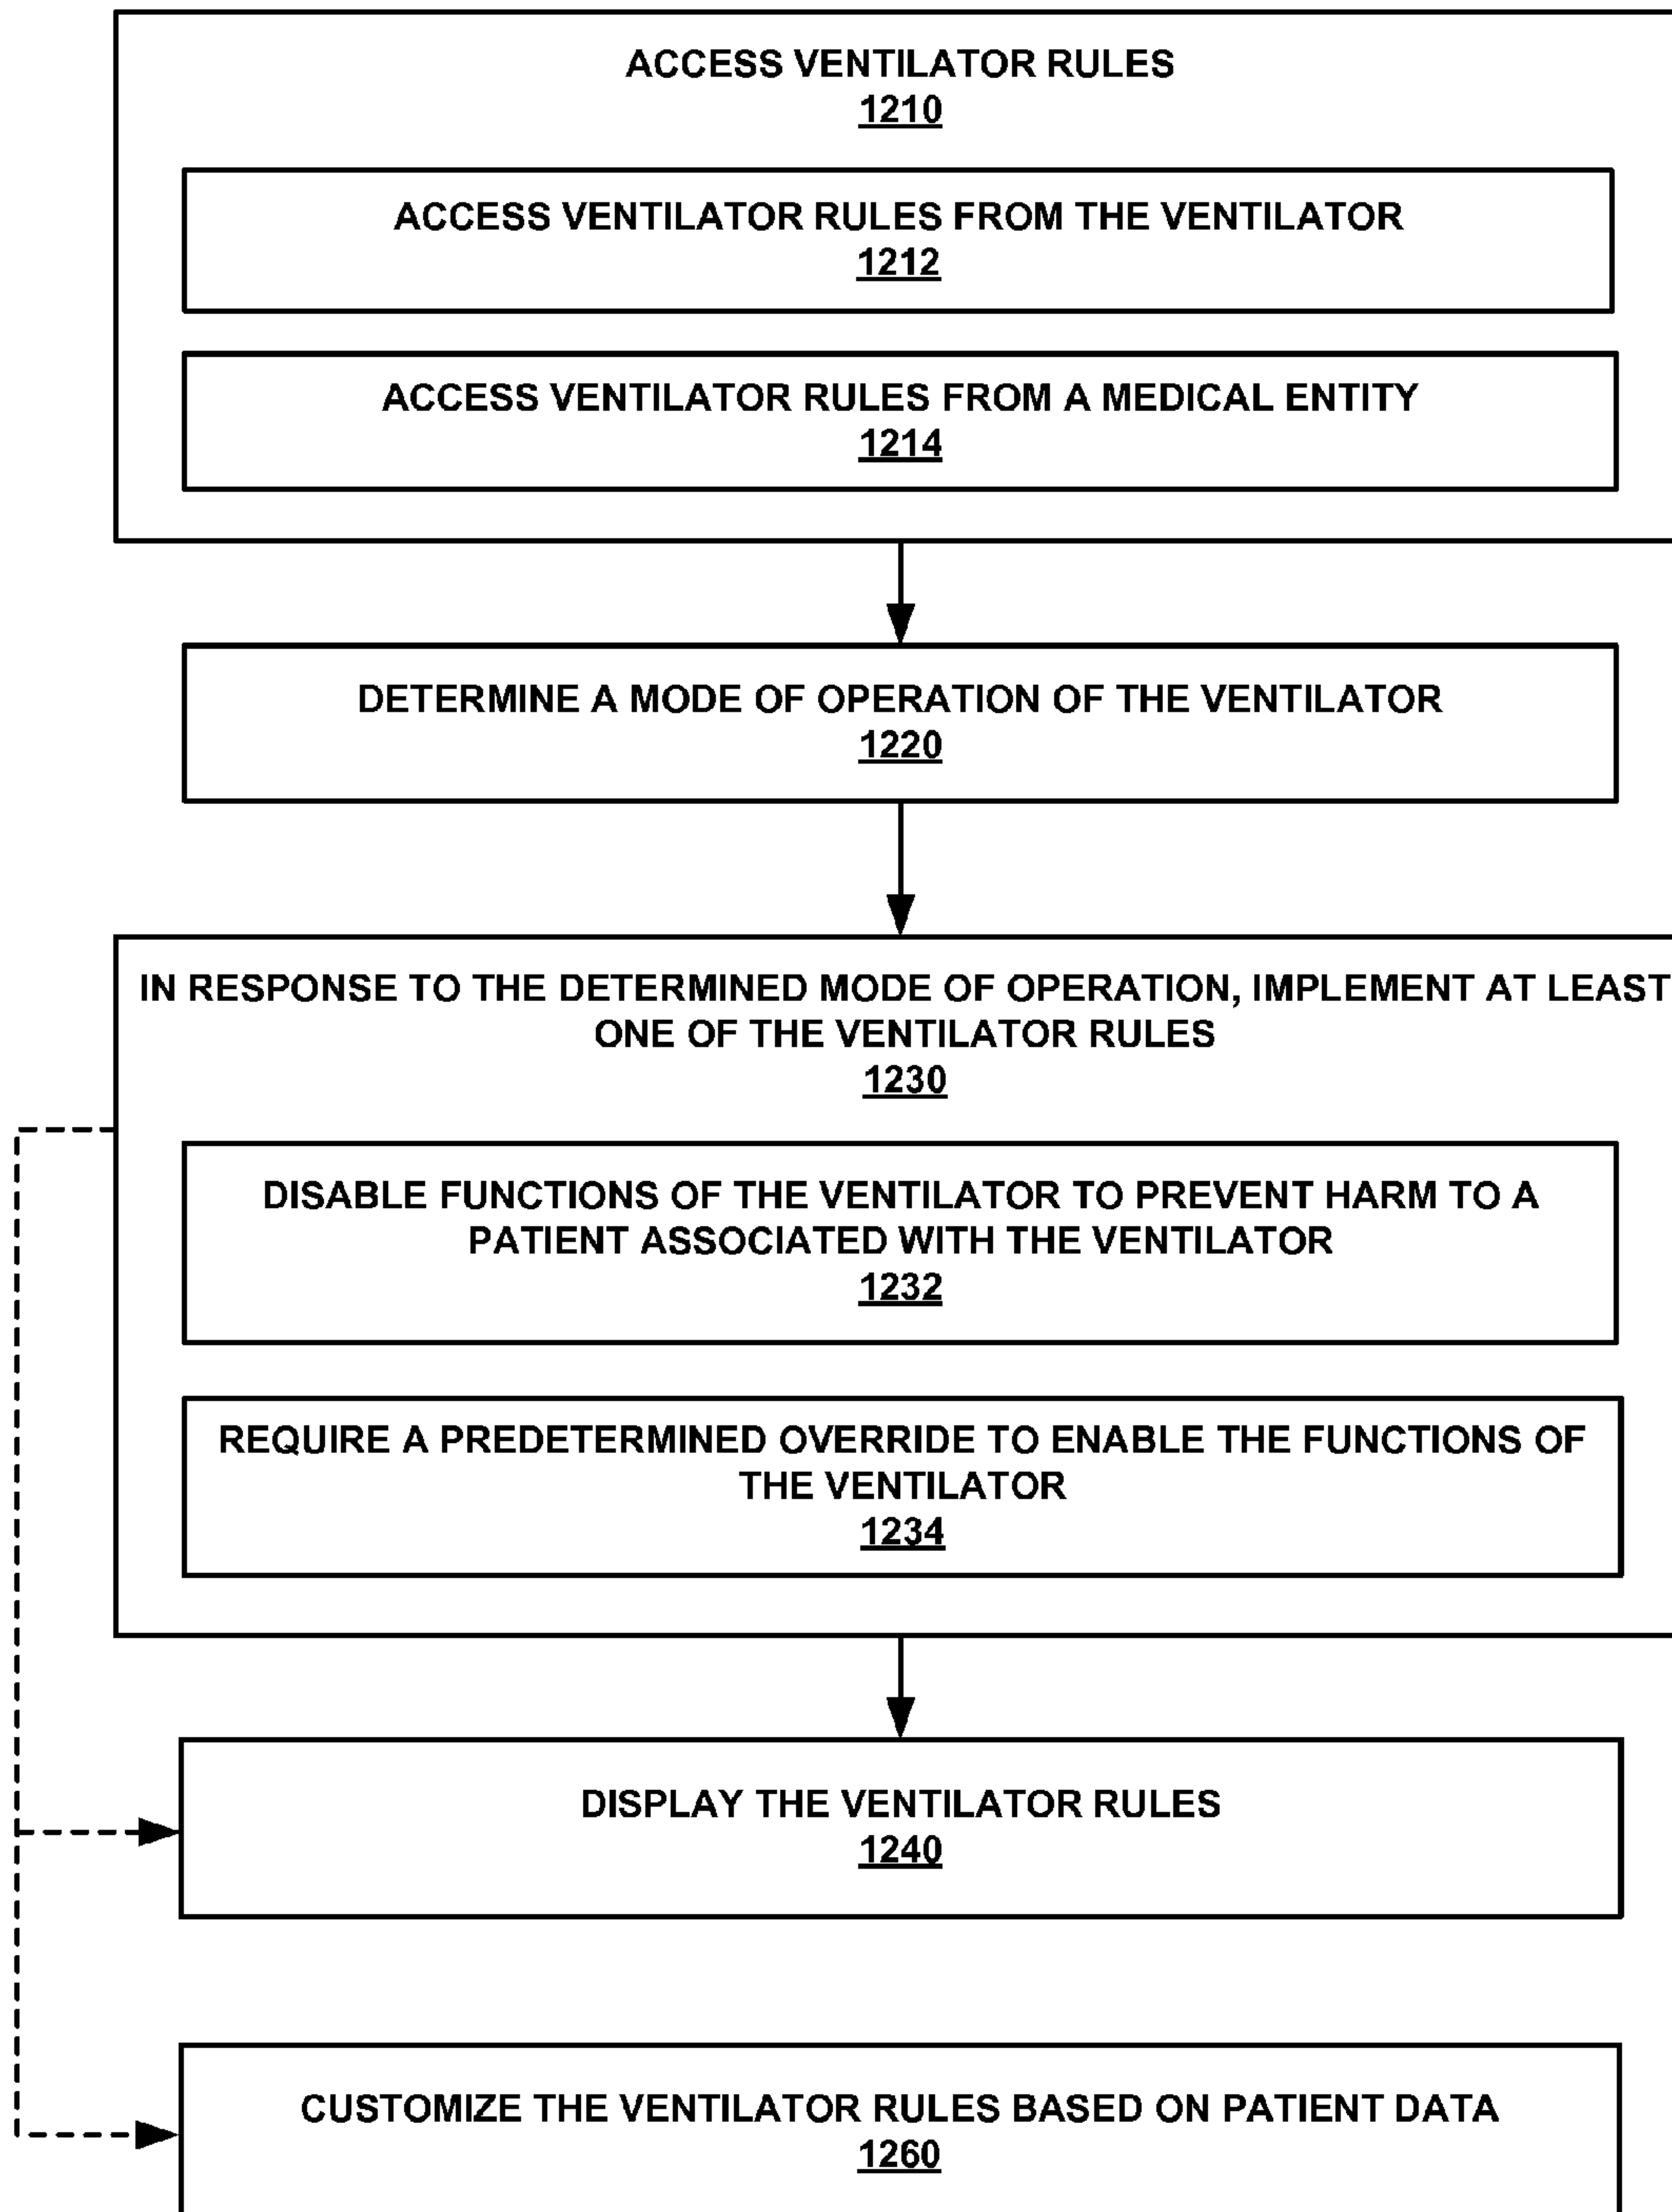 ACCESS VENTILATOR RULES
1210
ACCESS VENTILATOR RULES FROM THE VENTILATOR
1212
ACCESS VENTILATOR RULES FROM A MEDICAL ENTITY
1214
DETERMINE A MODE OF OPERATION OF THE VENTILATOR
1220
IN RESPONSE TO THE DETERMINED MODE OF OPERATION, IMPLEMENT AT LEAST
ONE OF THE VENTILATOR RULES
1230
DISABLE FUNCTIONS OF THE VENTILATOR TO PREVENT HARM TO A
PATIENT ASSOCIATED WITH THE VENTILATOR
1232
REQUIRE A PREDETERMINED OVERRIDE TO ENABLE THE FUNCTIONS OF
THE VENTILATOR
1234
DISPLAY THE VENTILATOR RULES
1240
CUSTOMIZE THE VENTILATOR RULES BASED ON PATIENT DATA
1260